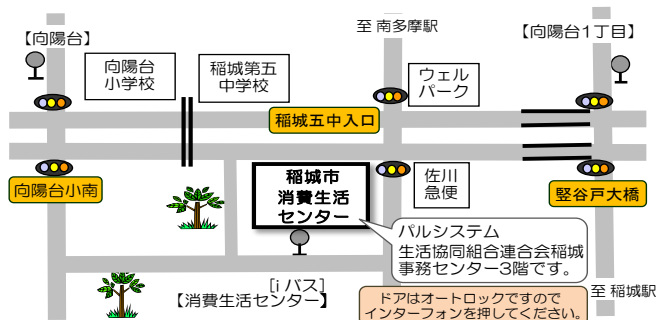 【向陽台】
至 南多摩駅
【向陽台1丁目】
向陽台
小学校
稲城第五
中学校
ウェル
パーク
稲城五中入口
向陽台小南
稲城市
消費生活
センター
佐川
急便
竪谷戸大橋
パルシステム
生活協同組合連合会稲城
事務センター3階です。
[i バス]
【消費生活センター】
ドアはオートロックですので
インターフォンを押してください。
至 稲城駅